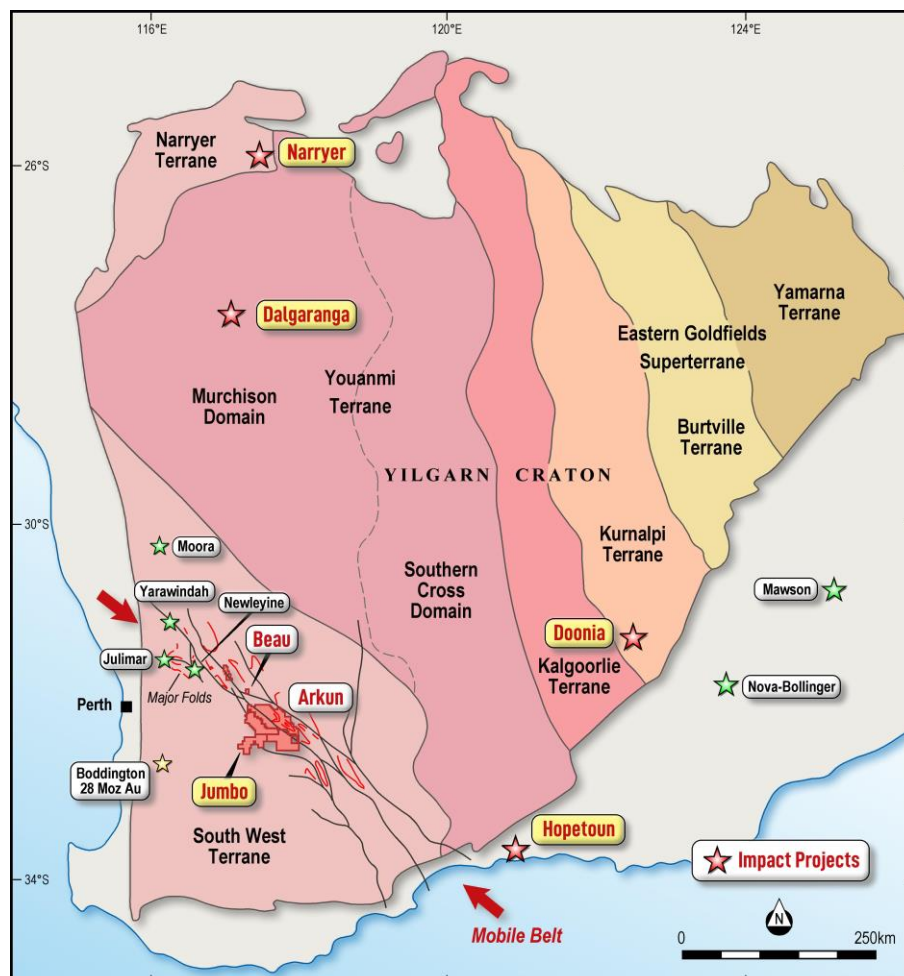 116°E
120°E
124°E
26°S
30°S
34°S
Narryer
Terrane
Narryer
Dalgaranga
Murchison
Domain
Youanmi
Terrane
YILGARN CRATON
Eastern Goldfields
Superterrane
Yamarna
Terrane
Burtville
Terrane
Kurnalpi
Terrane
Southern
Cross
Domain
Doonia
Kalgoorlie
Terrane
Mawson
Nova-Bollinger
Moora
Yarawindah
Newleyine
Beau
Julimar
Major Folds
Arkun
Perth
Boddington
28 Moz Au
Jumbo
South West
Terrane
Hopetoun
Mobile Belt
Impact Projects
N
0 250km